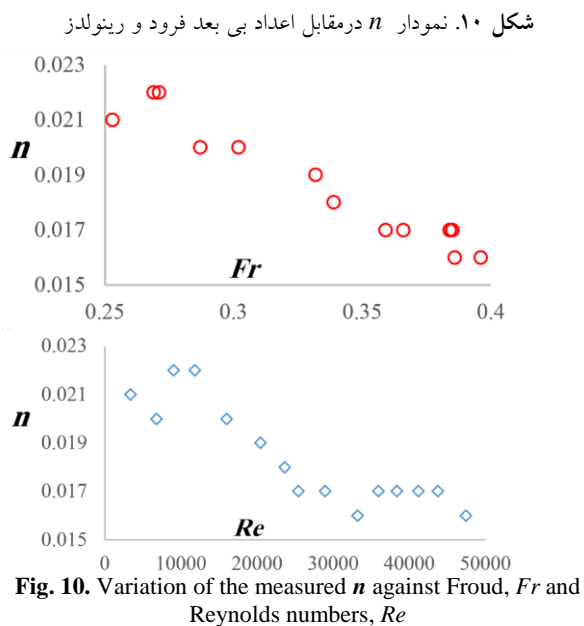 شکل ۱۰. نمودار n درمقابل اعداد بی بعد فرود و رینولدز
0.023
0.021
n
0.019
0.017
0.015
Fr
0.25 0.3 0.35 0.4
0.023
0.021
n
0.019
0.017
0.015
Re
0 10000 20000 30000 40000 50000
Fig. 10. Variation of the measured n against Froud, Fr and
Reynolds numbers, Re